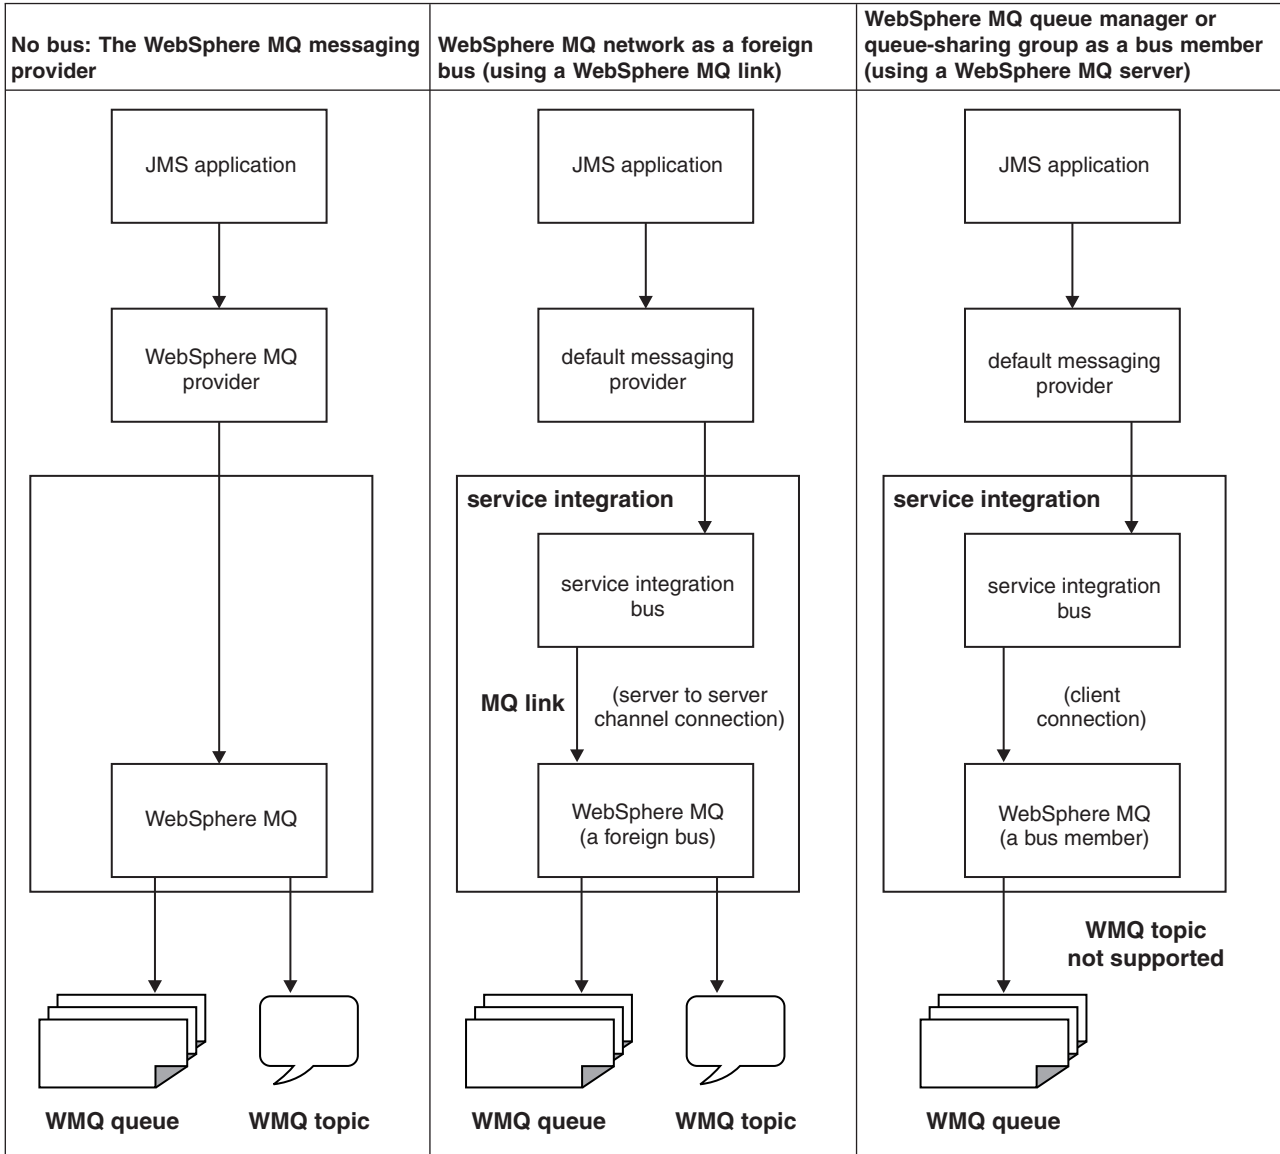 No bus: The WebSphere MQ messaging
provider
WebSphere MQ network as a foreign
bus (using a WebSphere MQ link)
WebSphere MQ queue manager or
queue-sharing group as a bus member
(using a WebSphere MQ server)
JMS application
WebSphere MQ
provider
WebSphere MQ
WMQ queue
WMQ topic
JMS application
default messaging
provider
service integration
service integration
bus
MQ link
(server to server
channel connection)
WebSphere MQ
(a foreign bus)
WMQ queue
WMQ topic
JMS application
default messaging
provider
service integration
service integration
bus
(client
connection)
WebSphere MQ
(a bus member)
WMQ topic
not supported
WMQ queue